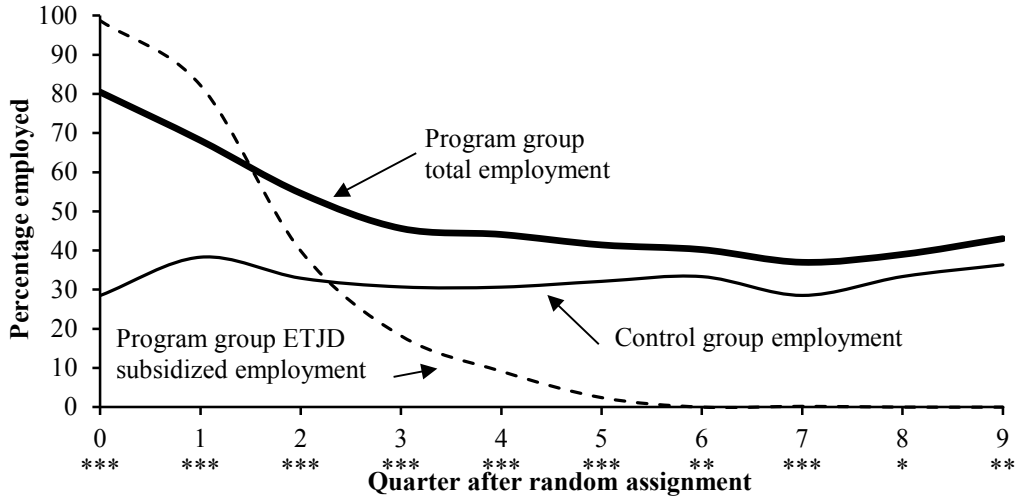 100
90
80
70
60
50
40
30
20
10
0
Percentage employed
Program group
total employment
Program group ETJD
subsidized employment
Control group employment
0 1 2 3 4 5 6 7 8 9
*** *** *** *** *** *** ** *** * **
Quarter after random assignment